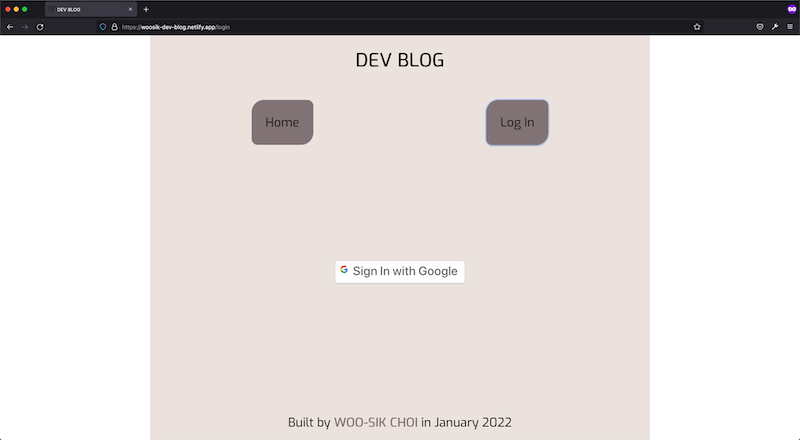 DEV BLOG
https://woosik-dev-blog.netlify.app/login
DEV BLOG
Home
Log In
Sign In with Google
Built by WOO-SIK CHOI in January 2022